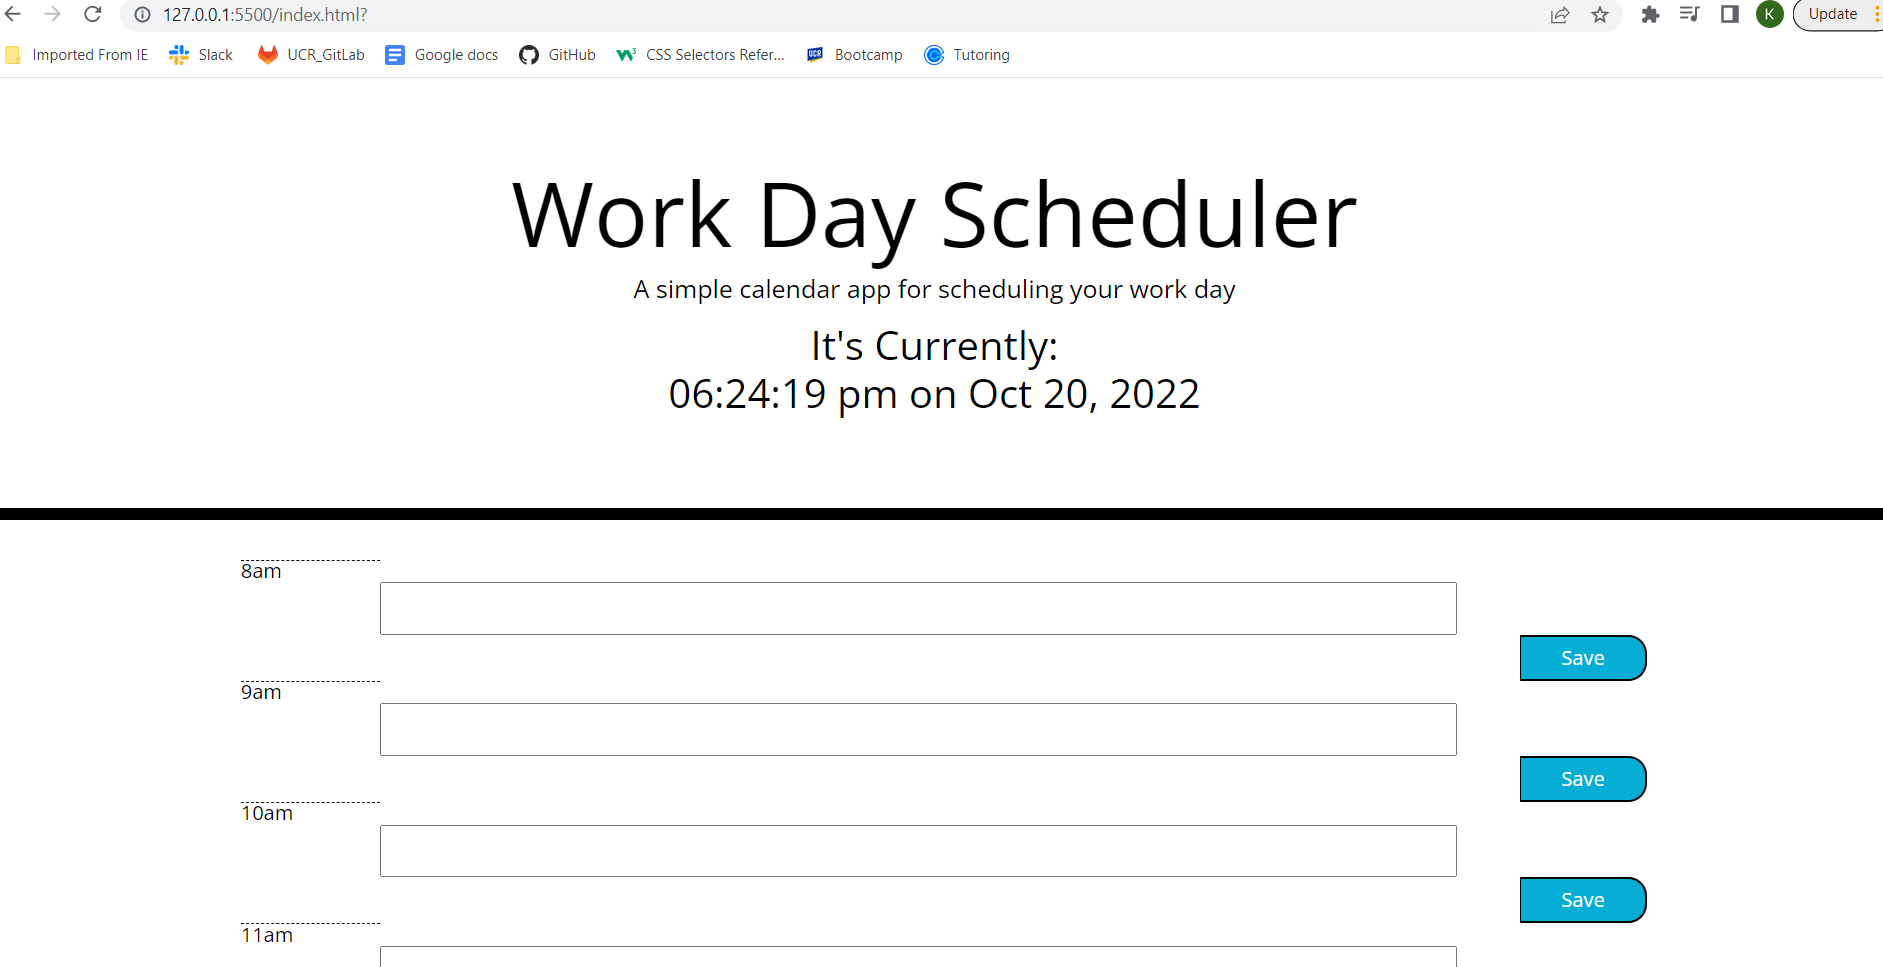 127.0.0.1:5500/index.html?
K
Update
Imported From IE
Slack
UCR_GitLab
Google docs
GitHub
W3
CSS Selectors Refer...
UCR
Bootcamp
Tutoring
Work Day Scheduler
A simple calendar app for scheduling your work day
It's Currently:
06:24:19 pm on Oct 20, 2022
8am
Save
9am
Save
10am
Save
11am